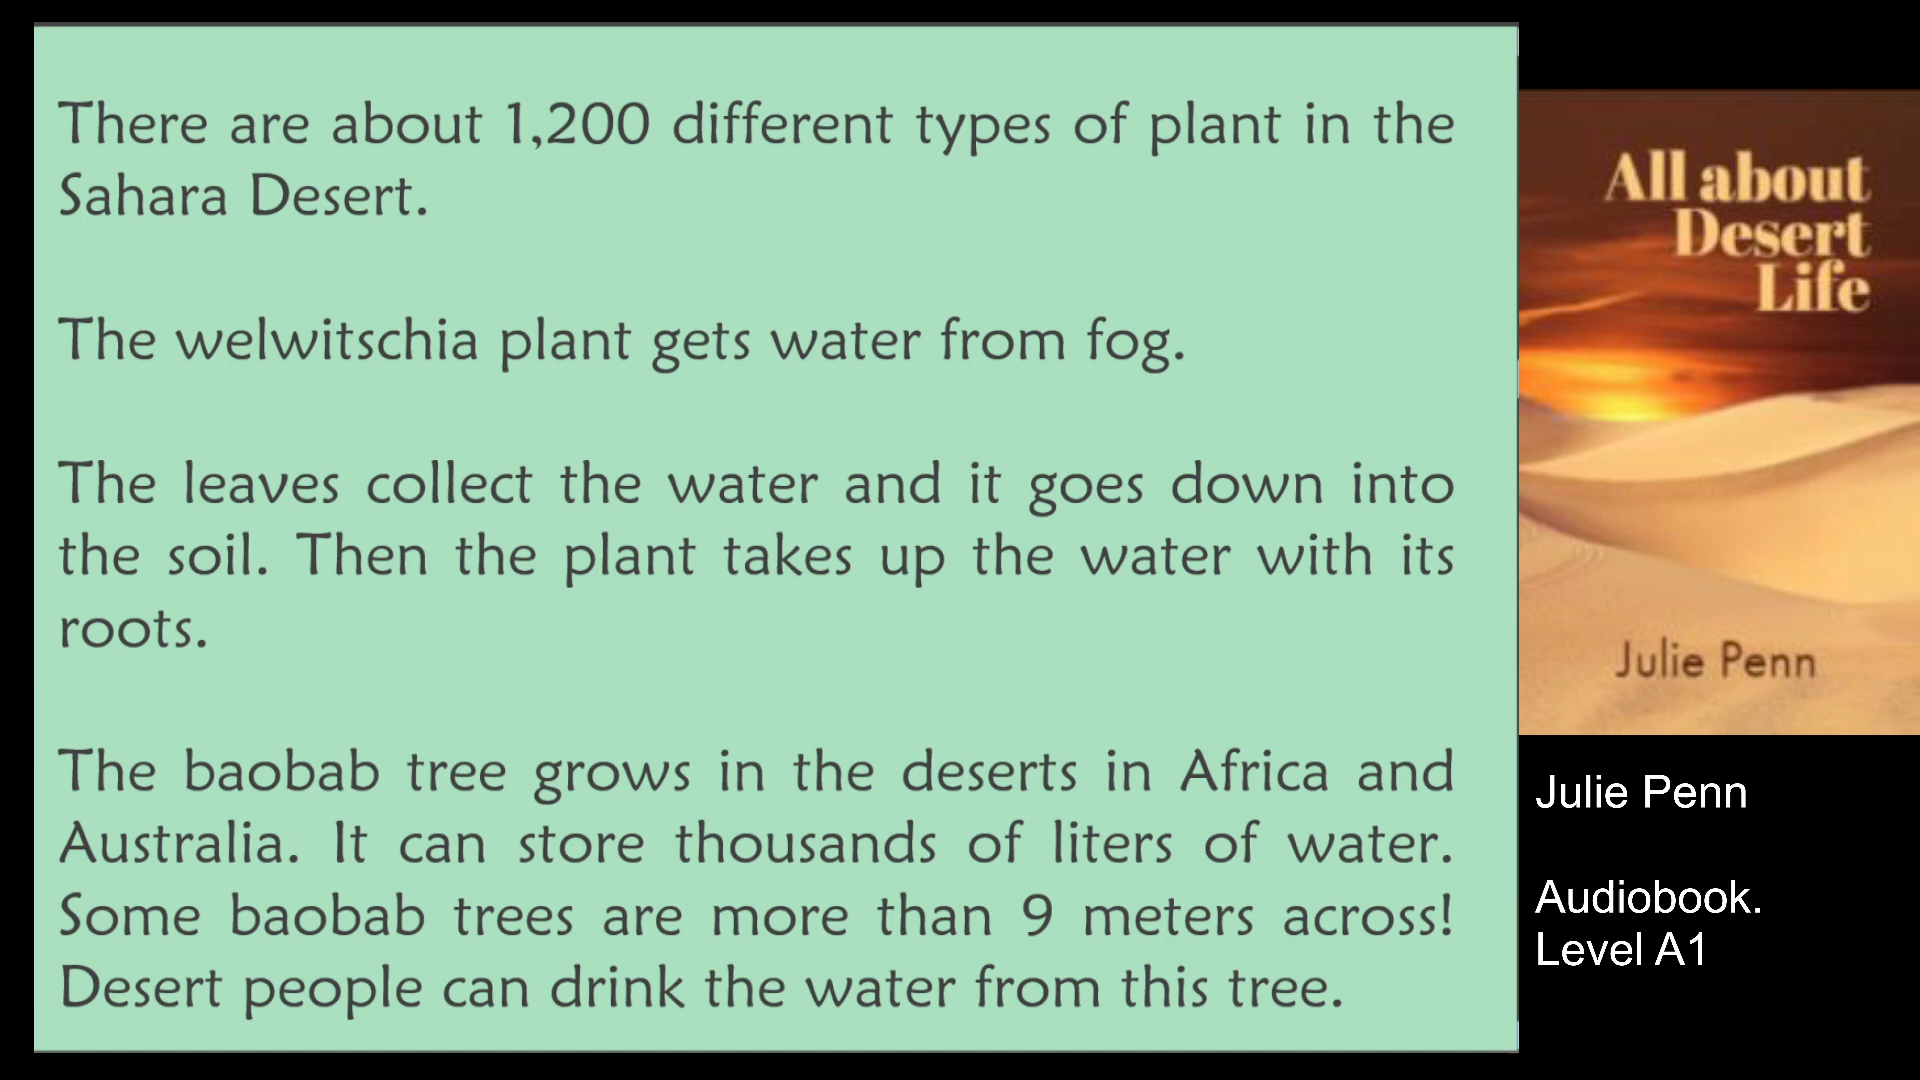 There are about 1,200 different types of plant in the
Sahara Desert.
The welwitschia plant gets water from fog.
The leaves collect the water and it goes down into
the soil. Then the plant takes up the water with its
roots.
The baobab tree grows in the deserts in Africa and
Australia. It can store thousands of liters of water.
Some baobab trees are more than 9 meters across!
Desert people can drink the water from this tree.
All about
Desert
Life
Julie Penn
Julie Penn
Audiobook.
Level A1